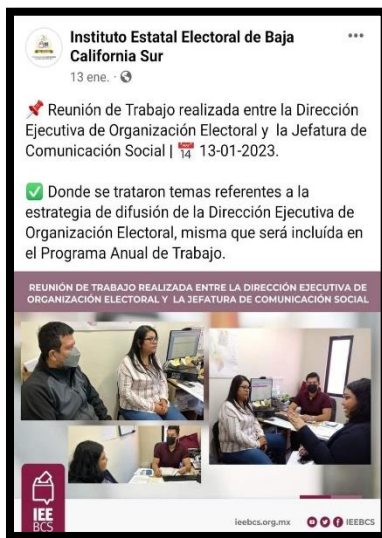 Instituto Estatal Electoral de Baja
California Sur
13 ene. ·
📌 Reunión de Trabajo realizada entre la Dirección
Ejecutiva de Organización Electoral y la Jefatura de
Comunicación Social | 📅 13-01-2023.
✅ Donde se trataron temas referentes a la
estrategia de difusión de la Dirección Ejecutiva de
Organización Electoral, misma que será incluída en
el Programa Anual de Trabajo.
REUNIÓN DE TRABAJO REALIZADA ENTRE LA DIRECCIÓN EJECUTIVA DE
ORGANIZACIÓN ELECTORAL Y LA JEFATURA DE COMUNICACIÓN SOCIAL
IEE
BCS
ieebcs.org.mx IEEBCS